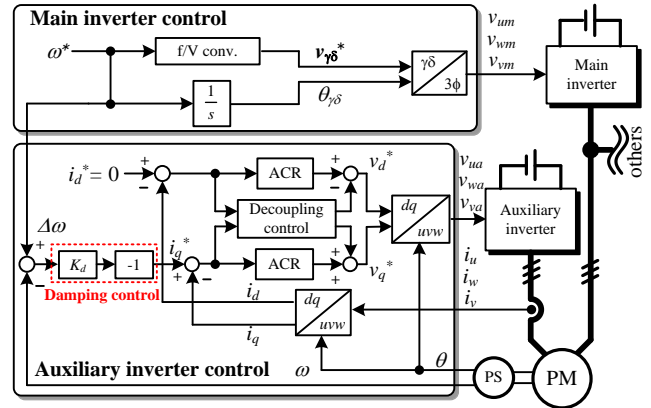 Main inverter control
ω*
f/V conv.
vγδ*
1
s
θγδ
γδ
3ϕ
vum
vwm
vvm
Main
inverter
others
id*= 0
+
−
ACR
+
−
vd*
Decoupling
control
dq
uvw
vua
vwa
vva
Auxiliary
inverter
Δω
+
−
Kd
-1
Damping control
iq*
+
−
ACR
+
+
vq*
iu
iw
iv
id
iq
dq
uvw
ω
θ
Auxiliary inverter control
PS
PM